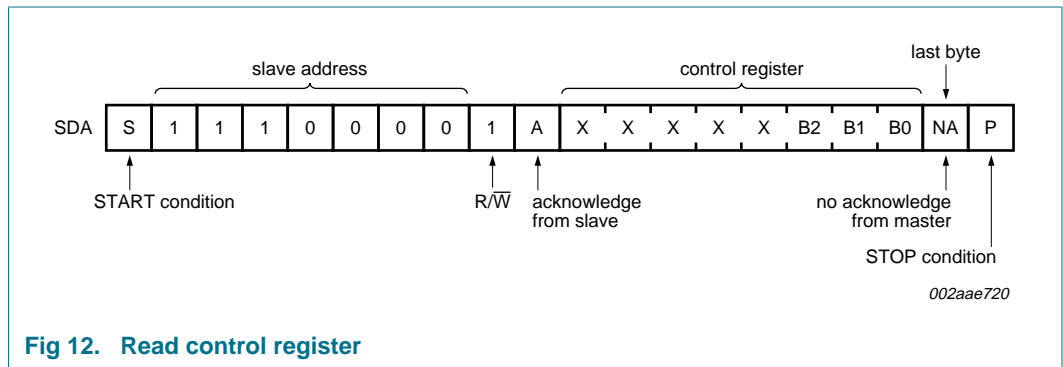 last byte
slave address control register
SDA S 1 1 1 0 0 0 0 1 A X X X X X B2 B1 B0 NA P
START condition R/W̅ acknowledge from slave no acknowledge from master
STOP condition
002aae720
Fig 12. Read control register